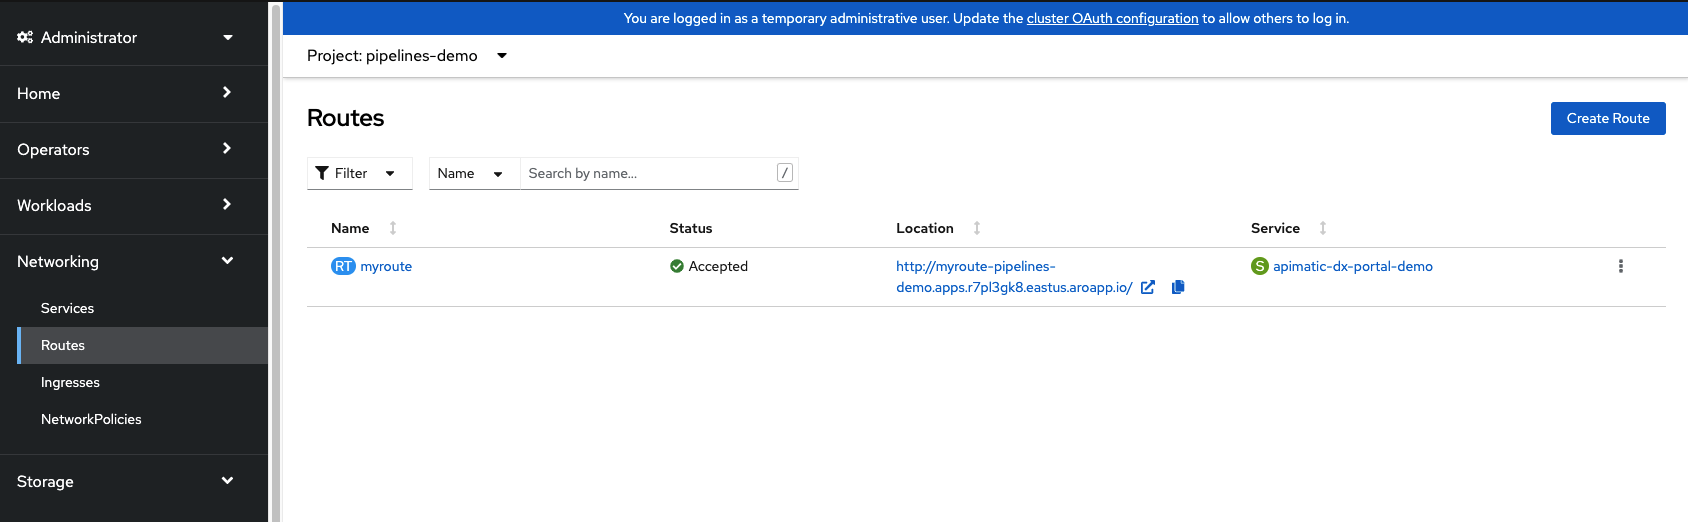 You are logged in as a temporary administrative user. Update the cluster OAuth configuration to allow others to log in.
Administrator
Home
Operators
Workloads
Networking
Services
Routes
Ingresses
NetworkPolicies
Storage
Project: pipelines-demo
Routes
Create Route
Filter
Name
Search by name...
/
Name Status Location Service
RT myroute
Accepted
http://myroute-pipelines-
demo.apps.r7pl3gk8.eastus.aroapp.io/
S apimatic-dx-portal-demo